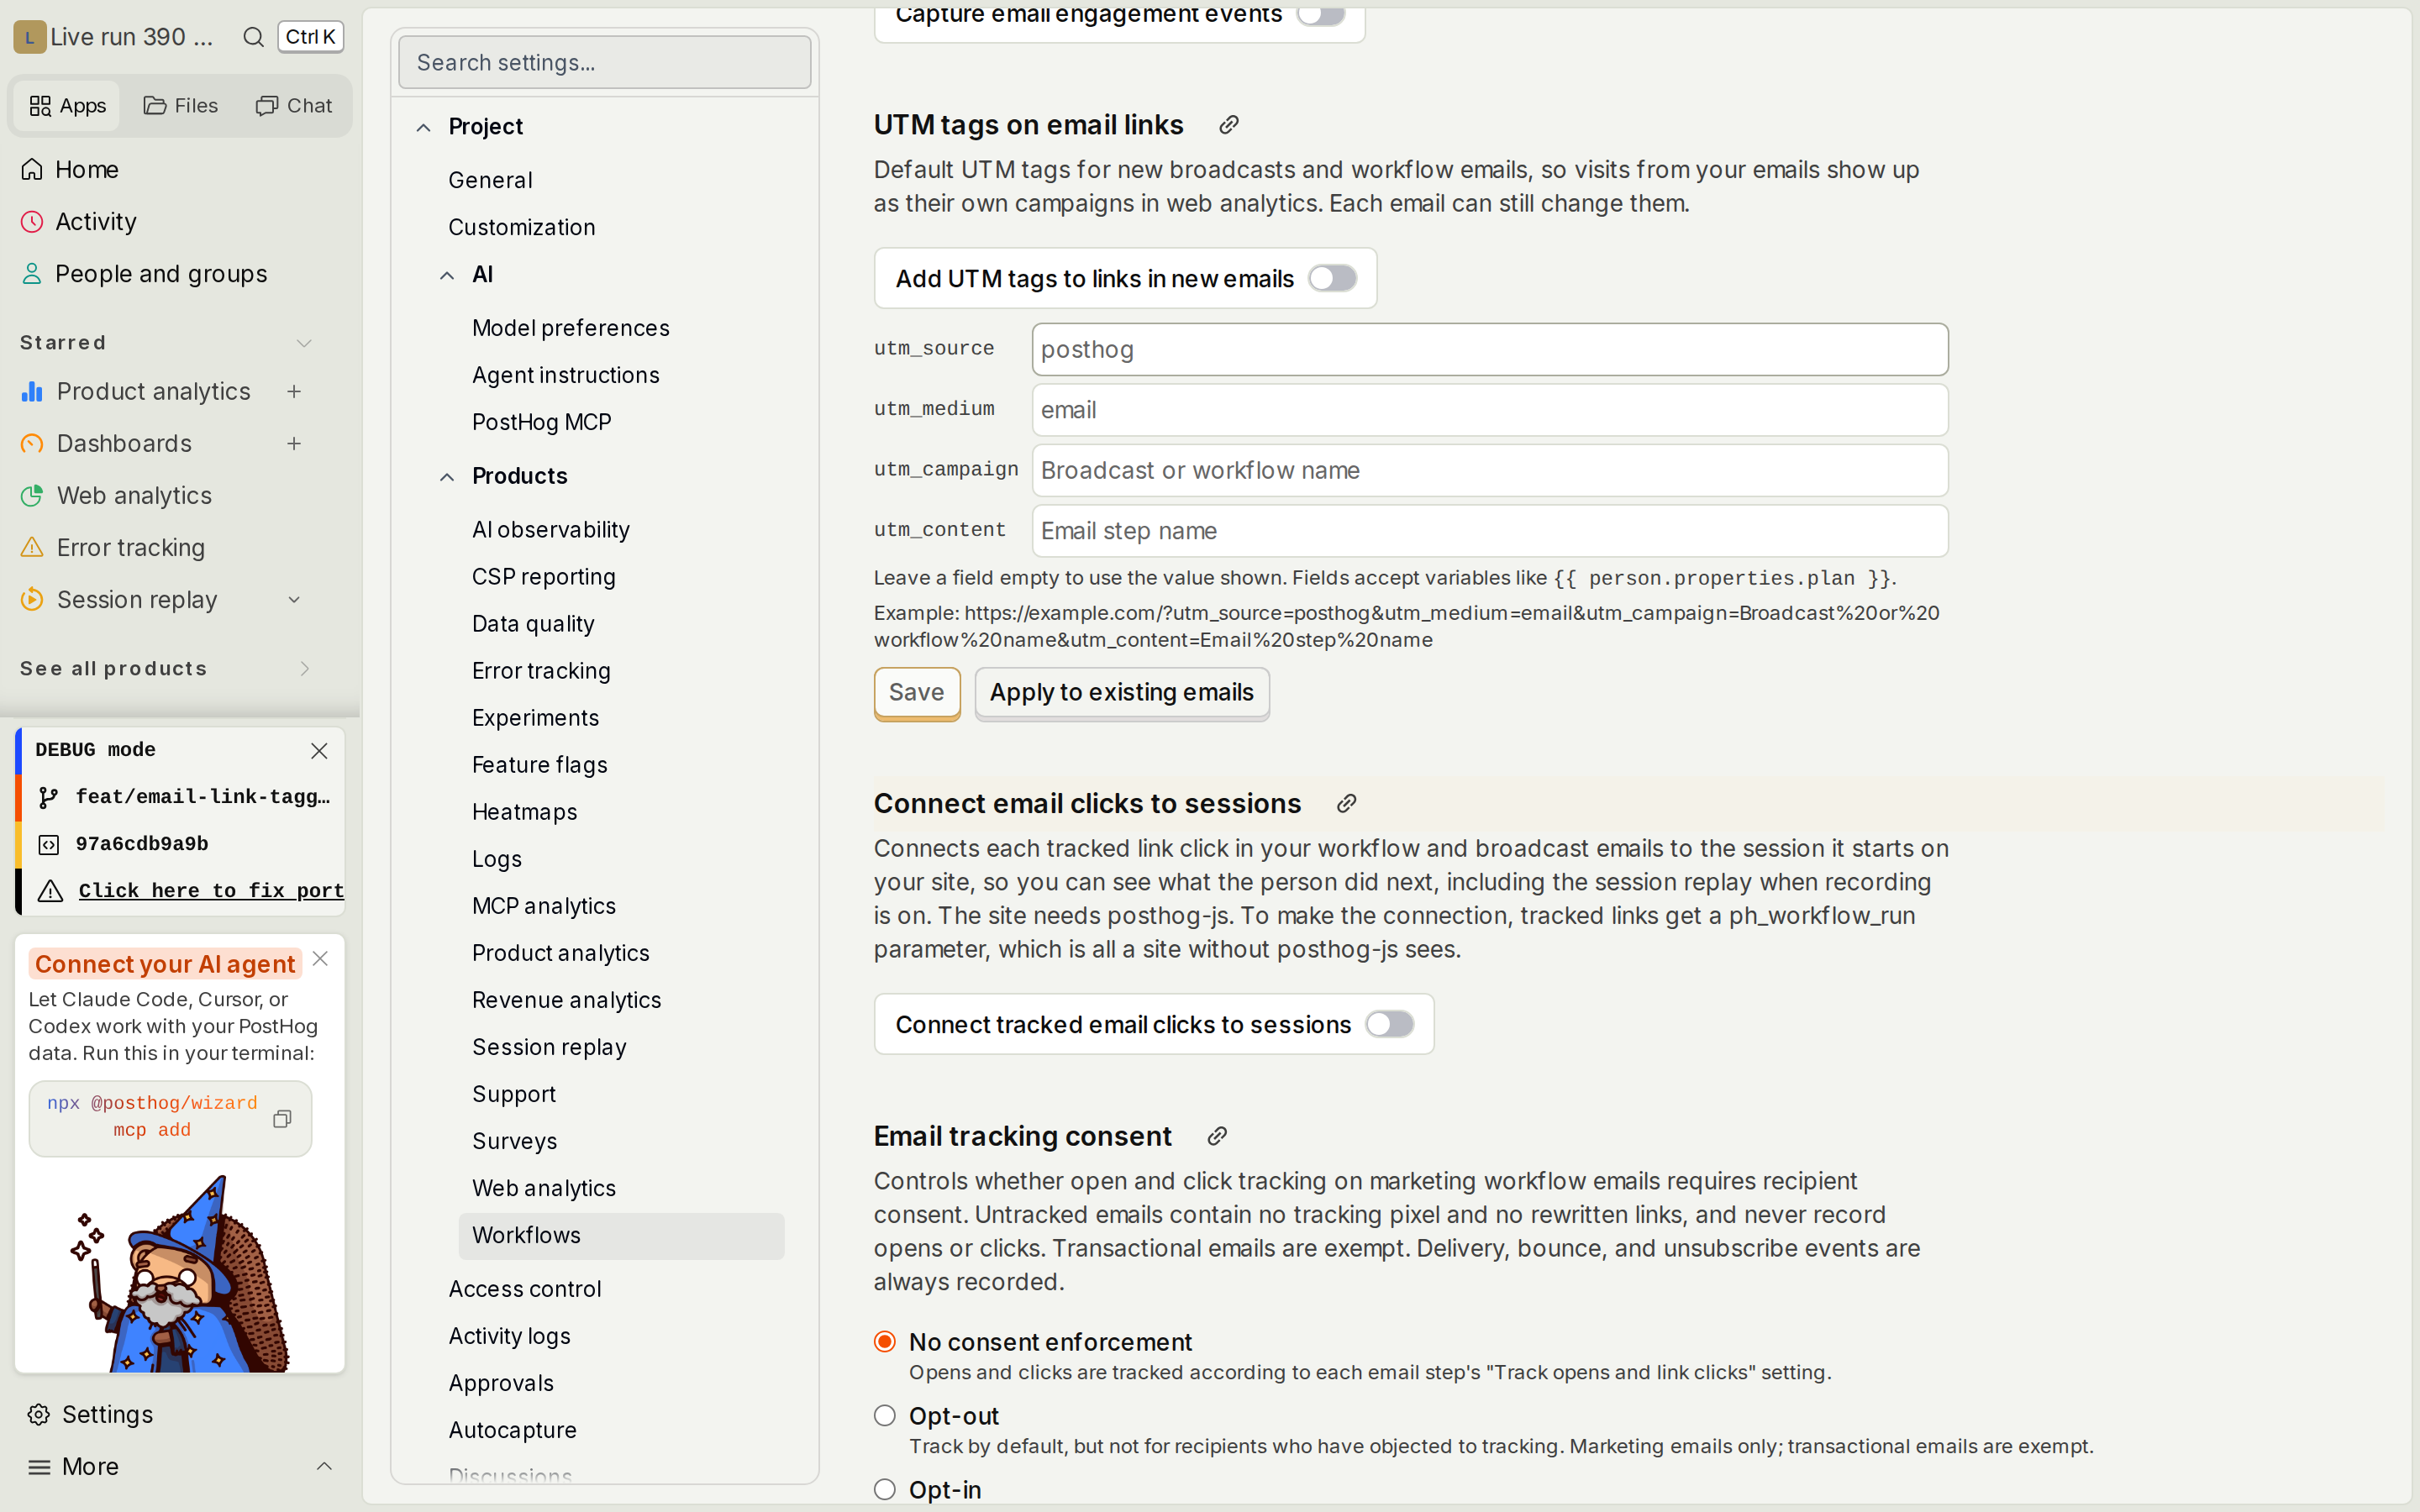 L Live run 390 ... Ctrl K
Apps Files Chat
Home
Activity
People and groups
Starred
Product analytics
Dashboards
Web analytics
Error tracking
Session replay
See all products
DEBUG mode
feat/email-link-tagg…
97a6cdb9a9b
Click here to fix port
Connect your AI agent
Let Claude Code, Cursor, or
Codex work with your PostHog
data. Run this in your terminal:
npx @posthog/wizard
mcp add
Settings
More
Search settings...
Project
General
Customization
AI
Model preferences
Agent instructions
PostHog MCP
Products
AI observability
CSP reporting
Data quality
Error tracking
Experiments
Feature flags
Heatmaps
Logs
MCP analytics
Product analytics
Revenue analytics
Session replay
Support
Surveys
Web analytics
Workflows
Access control
Activity logs
Approvals
Autocapture
Discussions
Capture email engagement events
UTM tags on email links
Default UTM tags for new broadcasts and workflow emails, so visits from your emails show up
as their own campaigns in web analytics. Each email can still change them.
Add UTM tags to links in new emails
utm_source posthog
utm_medium email
utm_campaign Broadcast or workflow name
utm_content Email step name
Leave a field empty to use the value shown. Fields accept variables like {{ person.properties.plan }}.
Example: https://example.com/?utm_source=posthog&utm_medium=email&utm_campaign=Broadcast%20or%20
workflow%20name&utm_content=Email%20step%20name
Save Apply to existing emails
Connect email clicks to sessions
Connects each tracked link click in your workflow and broadcast emails to the session it starts on
your site, so you can see what the person did next, including the session replay when recording
is on. The site needs posthog-js. To make the connection, tracked links get a ph_workflow_run
parameter, which is all a site without posthog-js sees.
Connect tracked email clicks to sessions
Email tracking consent
Controls whether open and click tracking on marketing workflow emails requires recipient
consent. Untracked emails contain no tracking pixel and no rewritten links, and never record
opens or clicks. Transactional emails are exempt. Delivery, bounce, and unsubscribe events are
always recorded.
No consent enforcement
Opens and clicks are tracked according to each email step's "Track opens and link clicks" setting.
Opt-out
Track by default, but not for recipients who have objected to tracking. Marketing emails only; transactional emails are exempt.
Opt-in